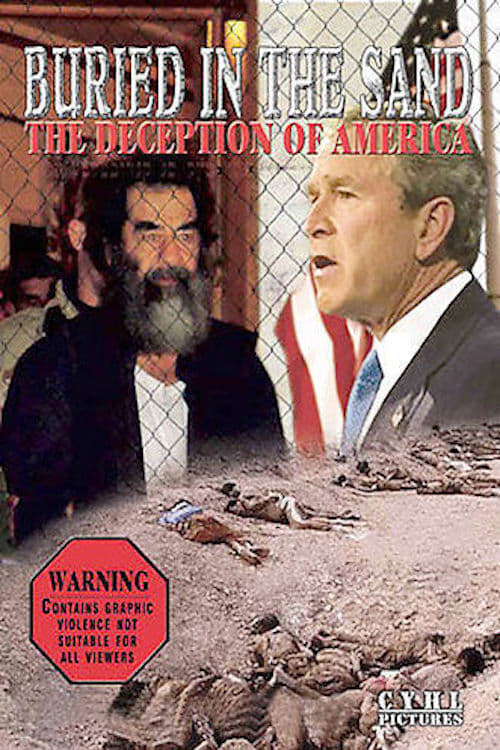 BURIED IN THE SAND
THE DECEPTION OF AMERICA
WARNING
CONTAINS GRAPHIC
VIOLENCE NOT
SUITABLE FOR
ALL VIEWERS
C.Y.H.I.
PICTURES